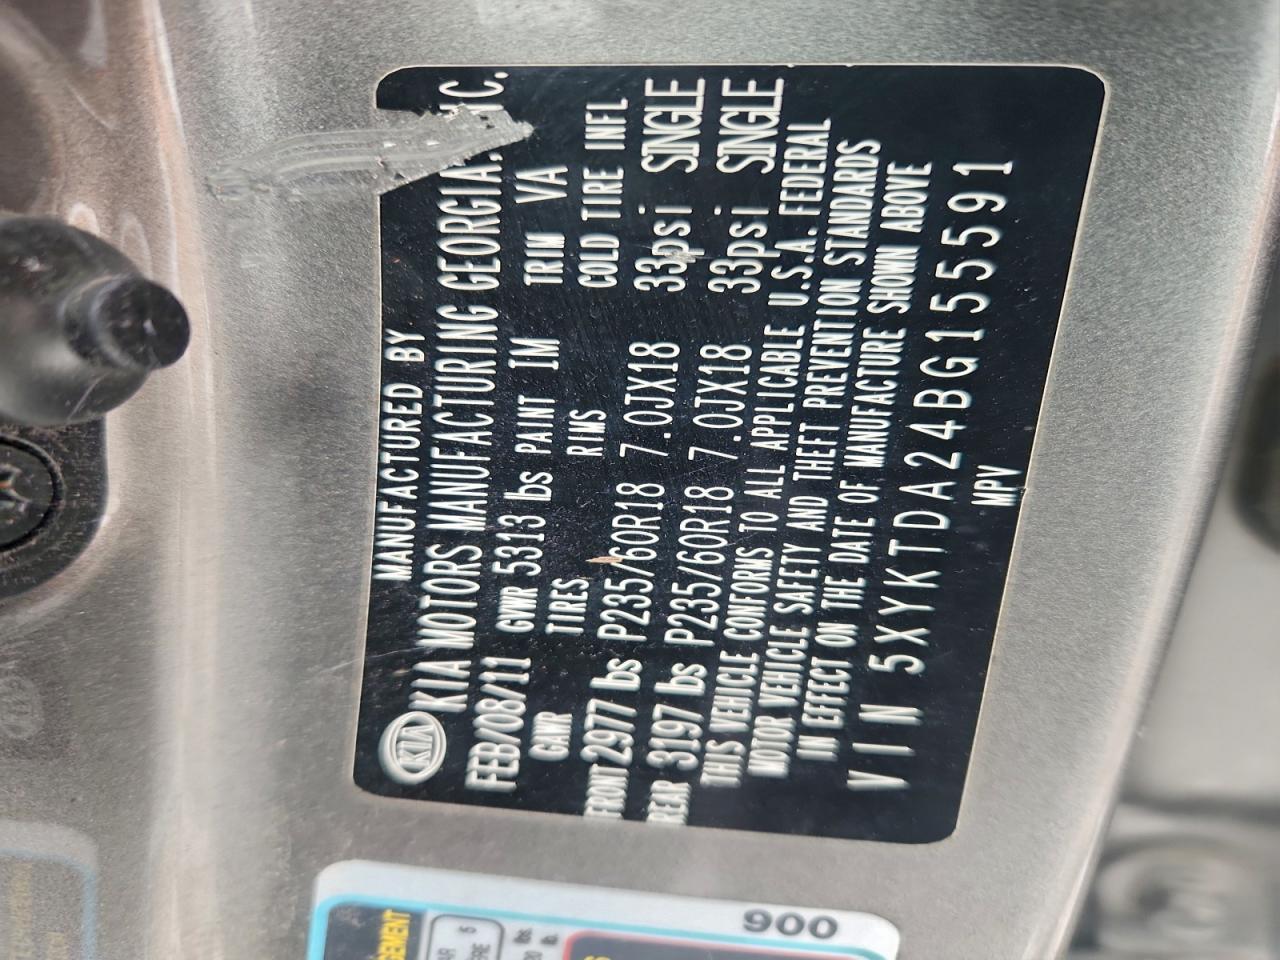 MANUFACTURED BY
KIA KIA MOTORS MANUFACTURING GEORGIA.
FEB/08/11 GVWR 5313 lbs PAINT IM TRIM VA
GAWR TIRES RIMS COLD TIRE INFL
FRONT 2977 lbs P235/60R18 7.0JX18 33psi SINGLE
REAR 3197 lbs P235/60R18 7.0JX18 33psi SINGLE
THIS VEHICLE CONFORMS TO ALL APPLICABLE U.S.A. FEDERAL
MOTOR VEHICLE SAFETY AND THEFT PREVENTION STANDARDS
IN EFFECT ON THE DATE OF MANUFACTURE SHOWN ABOVE
VIN 5XYKTDA24BG155591
MPV
900